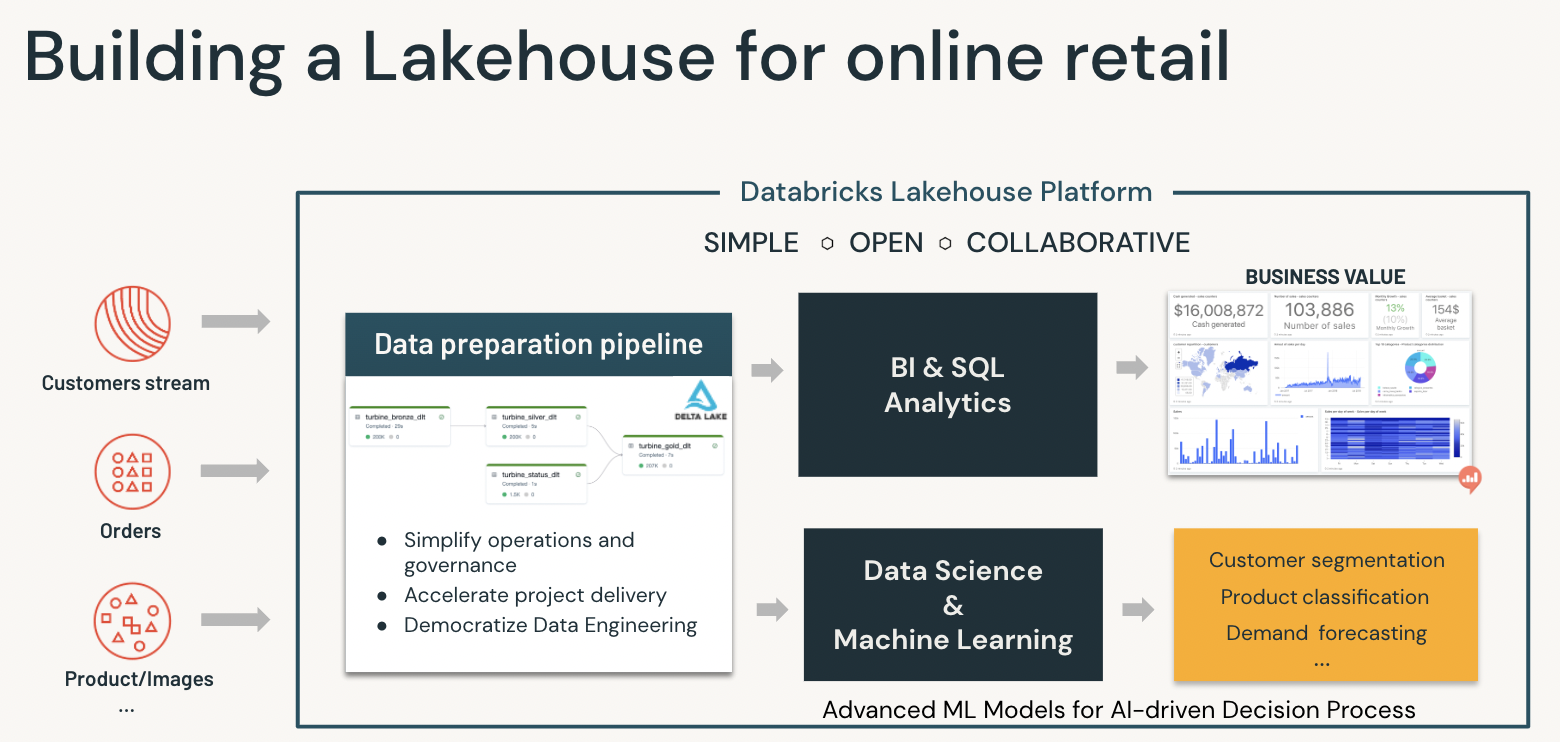 Building a Lakehouse for online retail
Databricks Lakehouse Platform
SIMPLE OPEN COLLABORATIVE
Customers stream
Orders
Product/Images
...
Data preparation pipeline
DELTA LAKE
turbine_bronze_dlt
Completed · 25s
200K 0
turbine_silver_dlt
Completed · 5s
200K 0
turbine_status_dlt
Completed · 1s
1.5K 0
turbine_gold_dlt
Completed · 7s
207K 0
● Simplify operations and
governance
● Accelerate project delivery
● Democratize Data Engineering
BI & SQL
Analytics
BUSINESS VALUE
$16,008,872
Cash generated
103,886
Number of sales
13%
(10%)
Monthly Growth
154$
Average
basket
Data Science
&
Machine Learning
Customer segmentation
Product classification
Demand forecasting
...
Advanced ML Models for AI-driven Decision Process